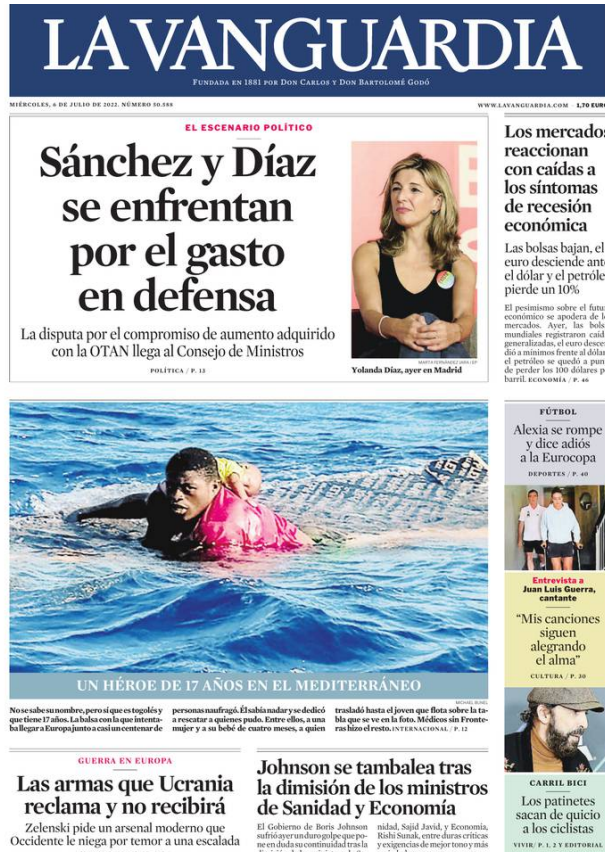 LA VANGUARDIA
FUNDADA EN 1881 POR DON CARLOS Y DON BARTOLOMÉ GODÓ
MIÉRCOLES, 6 DE JULIO DE 2022. NÚMERO 50.588
WWW.LAVANGUARDIA.COM · 1,70 EURO
EL ESCENARIO POLÍTICO
Sánchez y Díaz
se enfrentan
por el gasto
en defensa
La disputa por el compromiso de aumento adquirido
con la OTAN llega al Consejo de Ministros
POLÍTICA / P. 13
Yolanda Díaz, ayer en Madrid
Los mercados
reaccionan
con caídas a
los síntomas
de recesión
económica
Las bolsas bajan, el
euro desciende ante
el dólar y el petróleo
pierde un 10%
El pesimismo sobre el futu
económico se apodera de lo
mercados. Ayer, las bols
mundiales registraron caíd
generalizadas, el euro descen
dió a mínimos frente al dólar
el petróleo se quedó a pun
de perder los 100 dólares p
barril. ECONOMÍA / P. 46
FÚTBOL
Alexia se rompe
y dice adiós
a la Eurocopa
DEPORTES / P. 40
Entrevista a
Juan Luis Guerra,
cantante
“Mis canciones
siguen
alegrando
el alma”
CULTURA / P. 30
CARRIL BICI
Los patinetes
sacan de quicio
a los ciclistas
VIVIR / P. 1, 2 Y EDITORIAL
UN HÉROE DE 17 AÑOS EN EL MEDITERRÁNEO
No se sabe su nombre, pero sí que es togolés y
que tiene 17 años. La balsa con la que intenta-
ba llegar a Europa junto a casi un centenar de
personas naufragó. Él sabía nadar y se dedicó
a rescatar a quienes pudo. Entre ellos, a una
mujer y a su bebé de cuatro meses, a quien
trasladó hasta el joven que flota sobre la ta-
bla que se ve en la foto. Médicos sin Fronte-
ras hizo el resto. INTERNACIONAL / P. 12
GUERRA EN EUROPA
Las armas que Ucrania
reclama y no recibirá
Zelenski pide un arsenal moderno que
Occidente le niega por temor a una escalada
Johnson se tambalea tras
la dimisión de los ministros
de Sanidad y Economía
El Gobierno de Boris Johnson
sufrió ayer un duro golpe que po-
ne en duda su continuidad tras la
nidad, Sajid Javid, y Economía,
Rishi Sunak, entre duras críticas
y exigencias de mejor tono y más